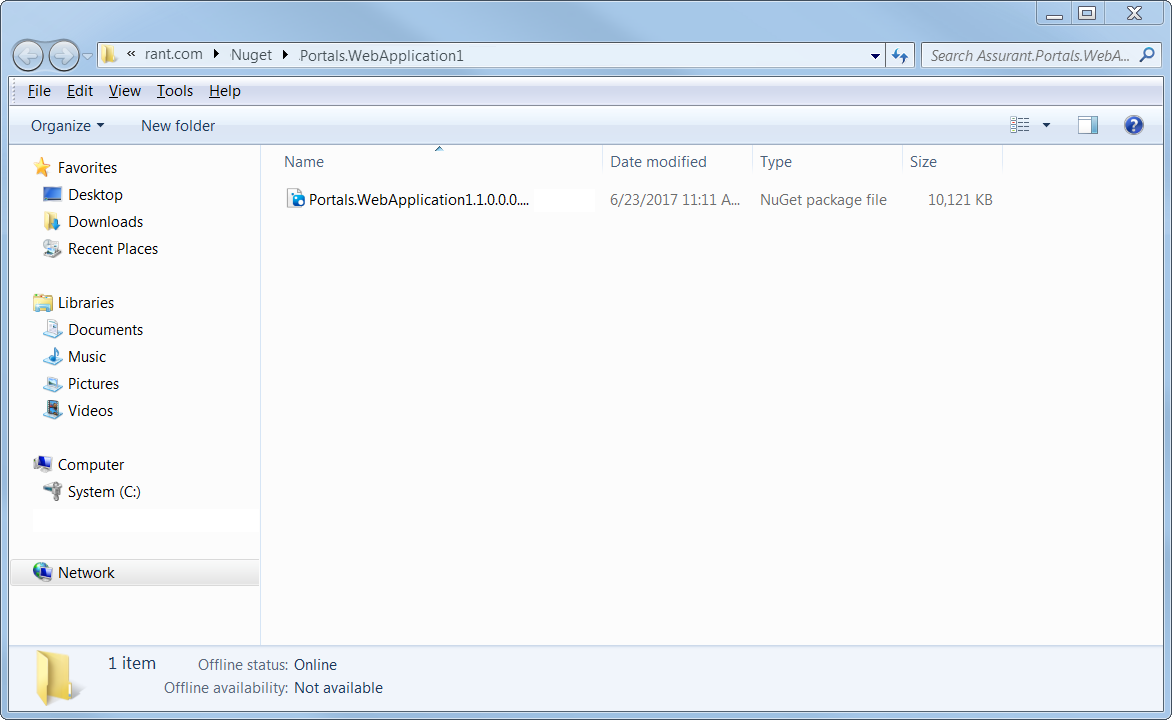 « rant.com ▸ Nuget ▸ Portals.WebApplication1
Search Assurant.Portals.WebA...
File Edit View Tools Help
Organize New folder
Name Date modified Type Size
Portals.WebApplication1.1.0.0.0.... 6/23/2017 11:11 A... NuGet package file 10,121 KB
Favorites
Desktop
Downloads
Recent Places
Libraries
Documents
Music
Pictures
Videos
Computer
System (C:)
Network
1 item Offline status: Online
Offline availability: Not available